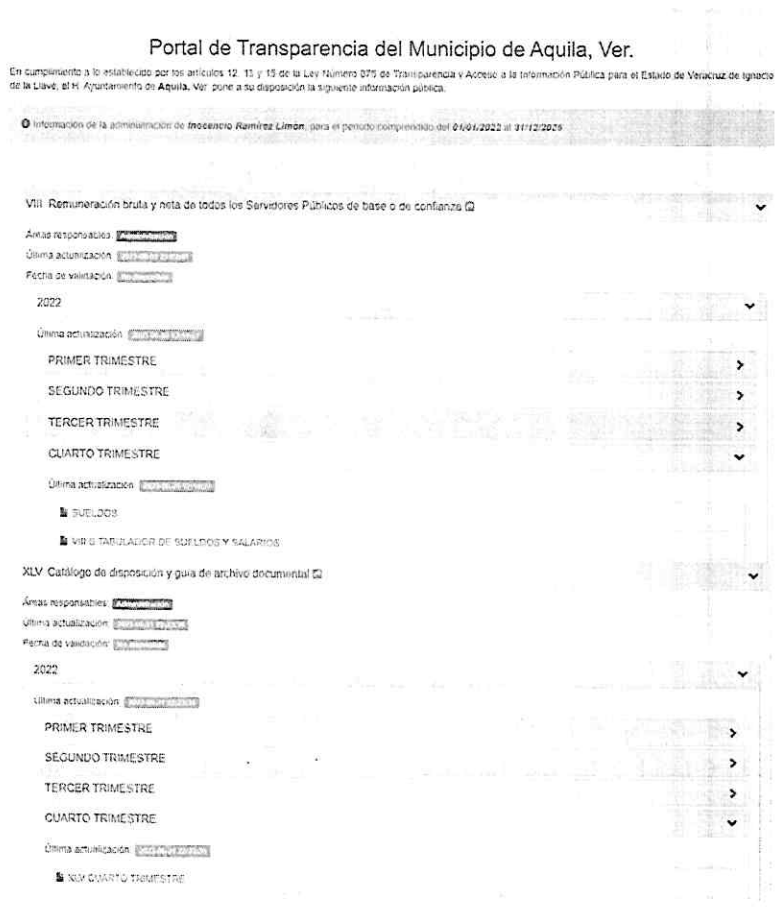 Portal de Transparencia del Municipio de Aquila, Ver.
En cumplimiento a lo establecido por los artículos 12, 13 y 15 de la Ley Número 875 de Transparencia y Acceso a la Información Pública para el Estado de Veracruz de Ignacio
de la Llave, el H. Ayuntamiento de Aquila, Ver. pone a su disposición la siguiente información pública.
Información de la administración de Inocencio Ramírez Limón, para el periodo comprendido del 01/01/2022 al 31/12/2025
VIII. Remuneración bruta y neta de todos los Servidores Públicos de base o de confianza
Áreas responsables: Administración
Última actualización:
Fecha de validación: No disponible
2022
Última actualización:
PRIMER TRIMESTRE
SEGUNDO TRIMESTRE
TERCER TRIMESTRE
CUARTO TRIMESTRE
Última actualización:
SUELDOS
TABULADOR DE SUELDOS Y SALARIOS
XLV. Catálogo de disposición y guía de archivo documental
Áreas responsables: Administración
Última actualización:
Fecha de validación: No disponible
2022
Última actualización:
PRIMER TRIMESTRE
SEGUNDO TRIMESTRE
TERCER TRIMESTRE
CUARTO TRIMESTRE
Última actualización:
XLV CUARTO TRIMESTRE